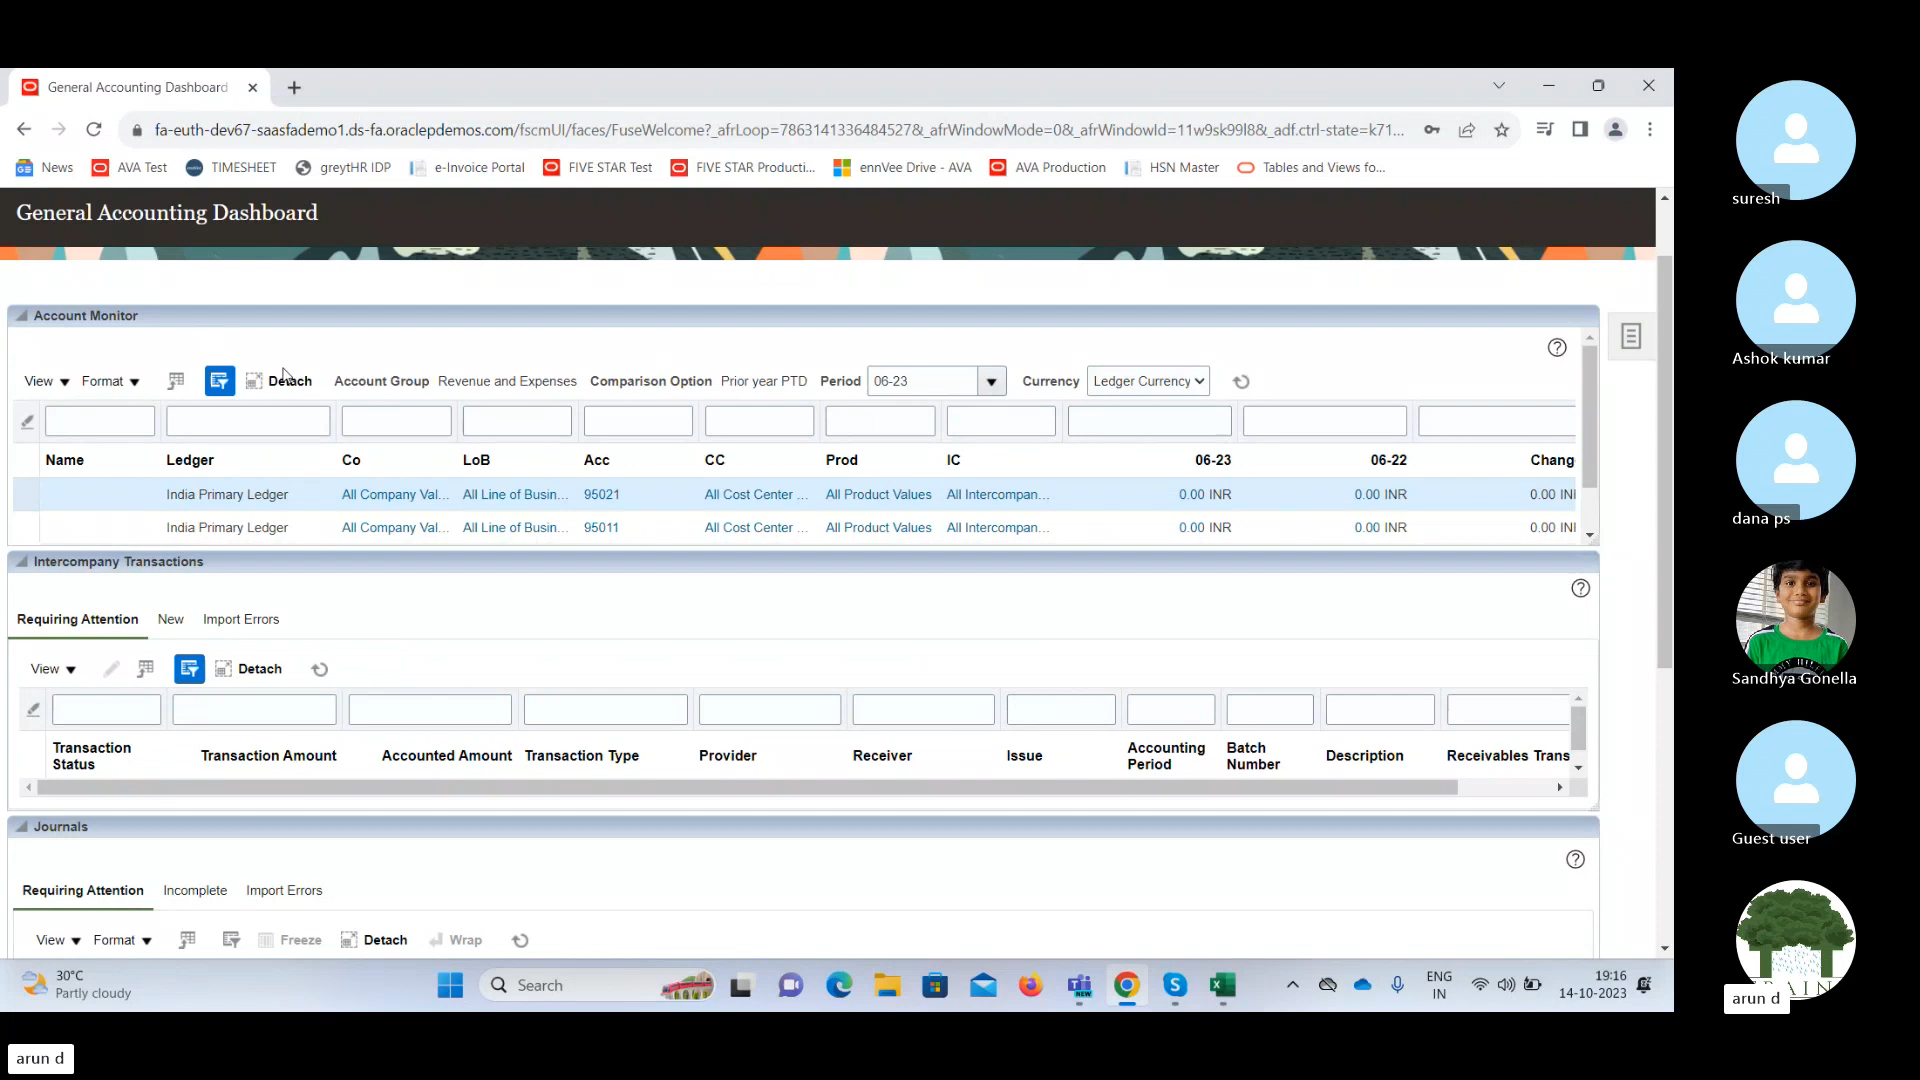 General Accounting Dashboard
fa-euth-dev67-saasfademo1.ds-fa.oraclepdemos.com/fscmUI/faces/FuseWelcome?_afrLoop=7863141336484527&_afrWindowMode=0&_afrWindowId=11w9sk99l8&_adf.ctrl-state=k71...
News AVA Test TIMESHEET greytHR IDP e-Invoice Portal FIVE STAR Test FIVE STAR Producti... ennVee Drive - AVA AVA Production HSN Master Tables and Views fo...
General Accounting Dashboard
Account Monitor
View Format Detach Account Group Revenue and Expenses Comparison Option Prior year PTD Period 06-23 Currency Ledger Currency
Name Ledger Co LoB Acc CC Prod IC 06-23 06-22 Chang
India Primary Ledger All Company Val... All Line of Busin... 95021 All Cost Center ... All Product Values All Intercompan... 0.00 INR 0.00 INR 0.00 INI
India Primary Ledger All Company Val... All Line of Busin... 95011 All Cost Center ... All Product Values All Intercompan... 0.00 INR 0.00 INR 0.00 INI
Intercompany Transactions
Requiring Attention New Import Errors
View Detach
Transaction Status Transaction Amount Accounted Amount Transaction Type Provider Receiver Issue Accounting Period Batch Number Description Receivables Trans
Journals
Requiring Attention Incomplete Import Errors
View Format Freeze Detach Wrap
30°C
Partly cloudy
Search
NEW
ENG
IN
19:16
14-10-2023
suresh
Ashok kumar
dana ps
Sandhya Gonella
Guest user
arun d
arun d